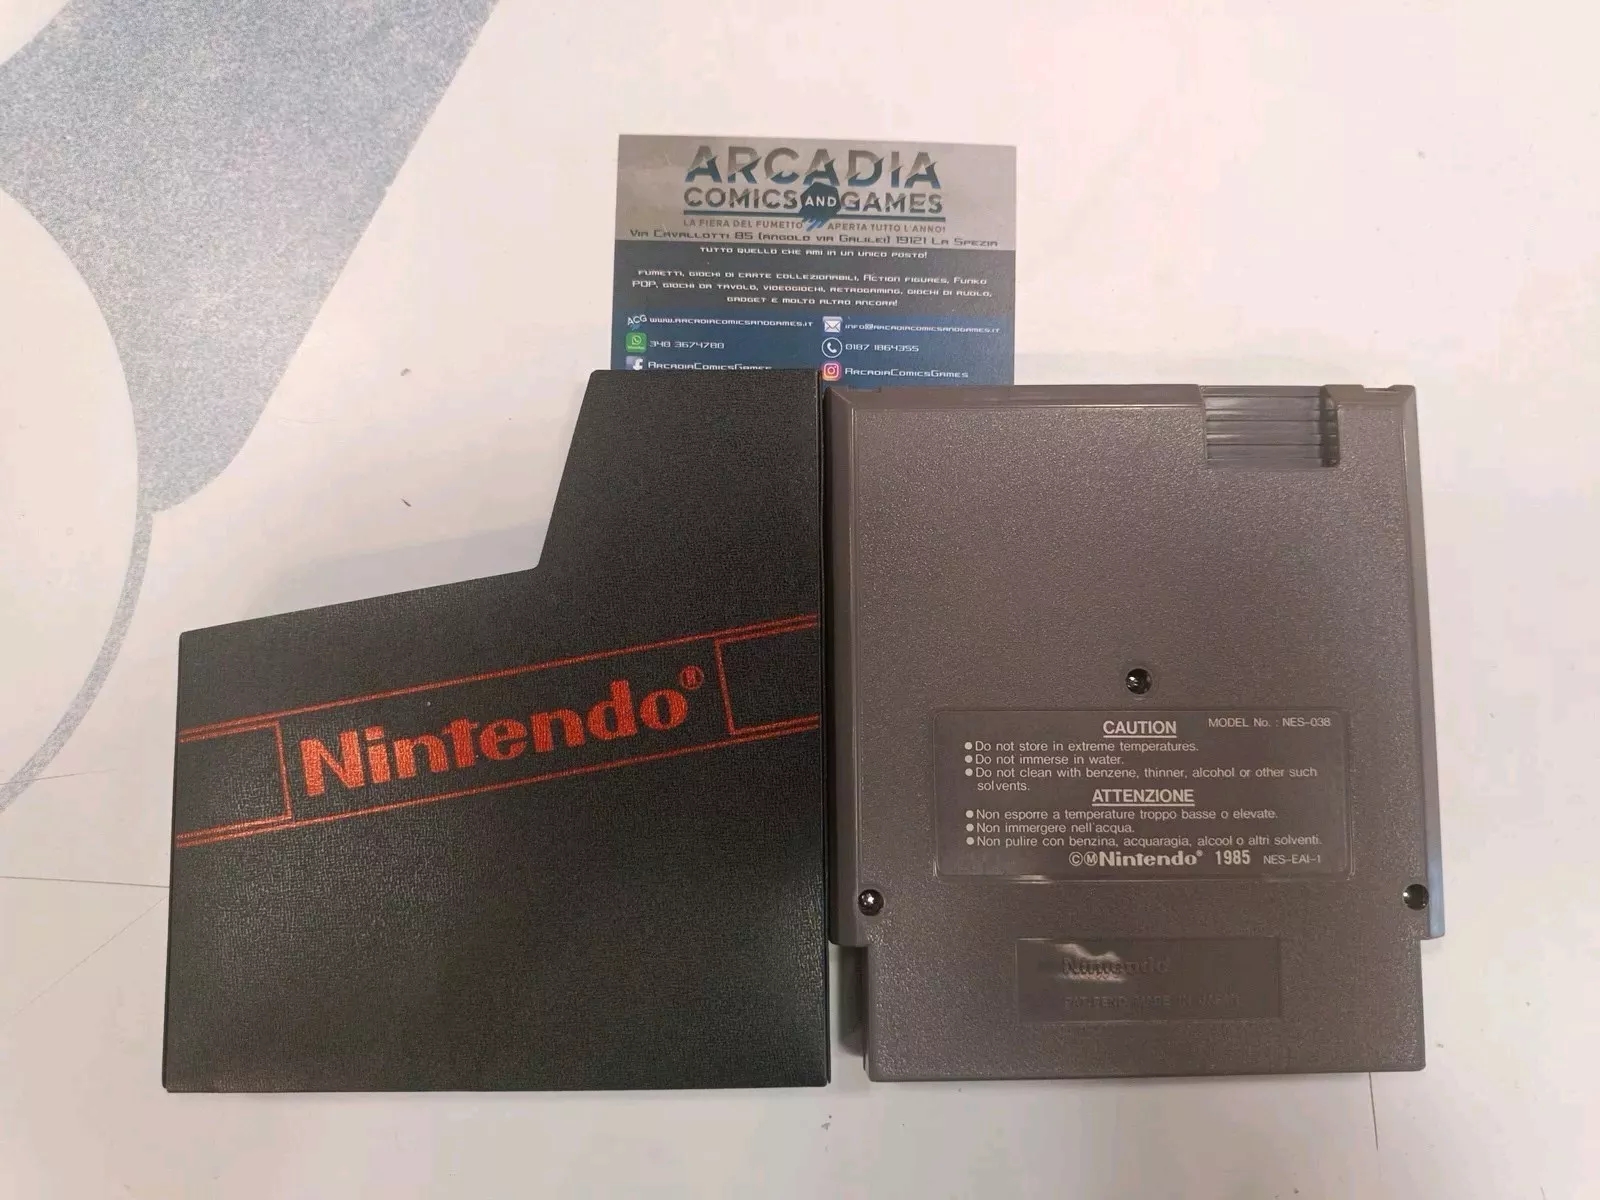 ARCADIA
COMICS AND GAMES
LA FIERA DEL FUMETTO APERTA TUTTO L'ANNO!
Via Cavallotti 85 (angolo via Galilei) 19121 La Spezia
TUTTO QUELLO CHE AMI IN UN UNICO POSTO!
FUMETTI, GIOCHI DI CARTE COLLEZIONABILI, ACTION FIGURES, FUNKO
POP, GIOCHI DA TAVOLO, VIDEOGIOCHI, RETROGAMING, GIOCHI DI RUOLO,
GADGET E MOLTO ALTRO ANCORA!
ACG www.arcadiacomicsandgames.it
info@arcadiacomicsandgames.it
348 3674788
0187 1864355
ArcadiaComicsGames
ArcadiaComicsGames
Nintendo®
CAUTION MODEL No. : NES-038
●Do not store in extreme temperatures.
●Do not immerse in water.
●Do not clean with benzene, thinner, alcohol or other such
solvents.
ATTENZIONE
●Non esporre a temperature troppo basse o elevate.
●Non immergere nell'acqua.
●Non pulire con benzina, acquaragia, alcool o altri solventi.
©ⓂNintendo® 1985 NES-EAI-1
Nintendo
PAT. PEND. MADE IN JAPAN